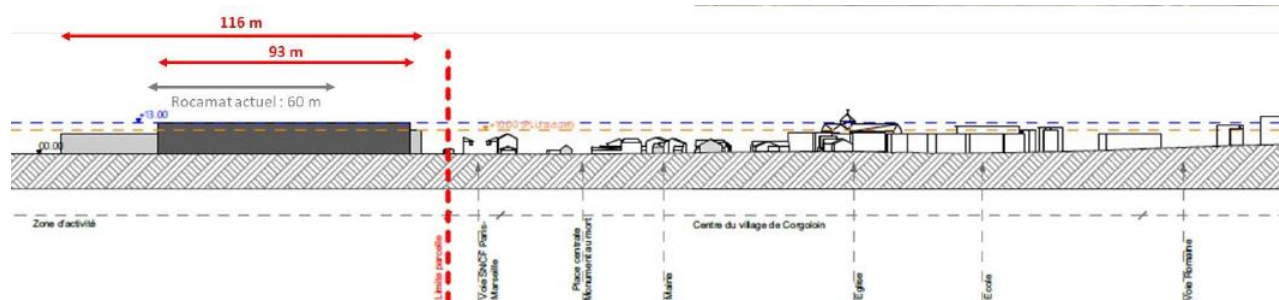 116 m
93 m
Rocamat actuel : 60 m
+13.00
00.00
Zone d'activité
Centre du village de Corgoloin
Limite parcelle
Voie SNCF Paris-
Marseille
Place centrale
Monument au mort
Mairie
Eglise
Ecole
Voie Romaine